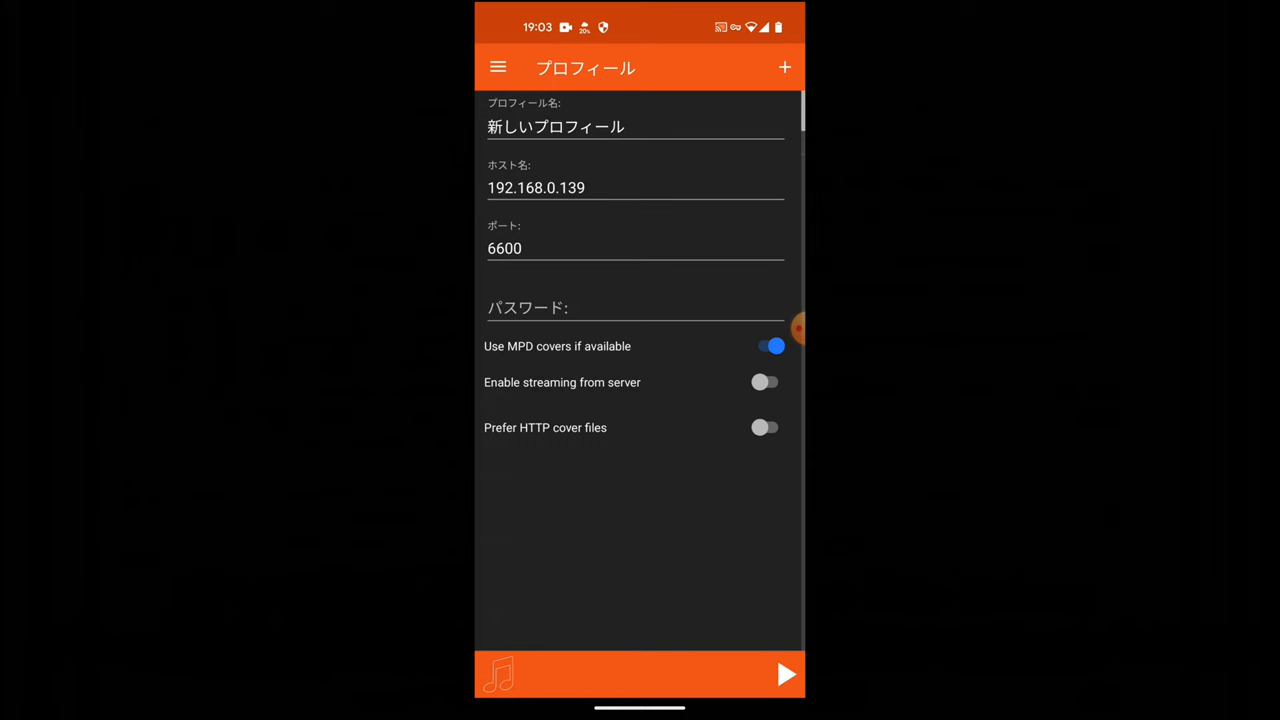 19:03
20%
プロフィール
プロフィール名:
新しいプロフィール
ホスト名:
192.168.0.139
ポート:
6600
パスワード:
Use MPD covers if available
Enable streaming from server
Prefer HTTP cover files